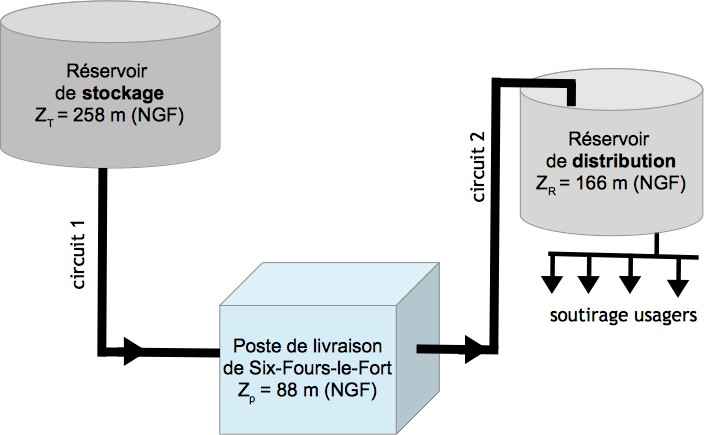 Réservoir
de stockage
Z_T = 258 m (NGF)
circuit 1
Poste de livraison
de Six-Fours-le-Fort
Z_p = 88 m (NGF)
circuit 2
Réservoir
de distribution
Z_R = 166 m (NGF)
soutirage usagers